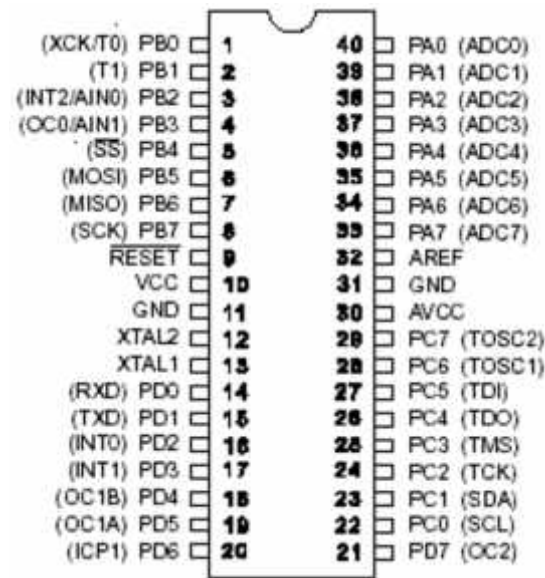 (XCK/T0) PB0 1 40 PA0 (ADC0)
(T1) PB1 2 39 PA1 (ADC1)
(INT2/AIN0) PB2 3 38 PA2 (ADC2)
(OC0/AIN1) PB3 4 37 PA3 (ADC3)
(SS) PB4 5 36 PA4 (ADC4)
(MOSI) PB5 6 35 PA5 (ADC5)
(MISO) PB6 7 34 PA6 (ADC6)
(SCK) PB7 8 33 PA7 (ADC7)
RESET 9 32 AREF
VCC 10 31 GND
GND 11 30 AVCC
XTAL2 12 29 PC7 (TOSC2)
XTAL1 13 28 PC6 (TOSC1)
(RXD) PD0 14 27 PC5 (TDI)
(TXD) PD1 15 26 PC4 (TDO)
(INT0) PD2 16 25 PC3 (TMS)
(INT1) PD3 17 24 PC2 (TCK)
(OC1B) PD4 18 23 PC1 (SDA)
(OC1A) PD5 19 22 PC0 (SCL)
(ICP1) PD6 20 21 PD7 (OC2)